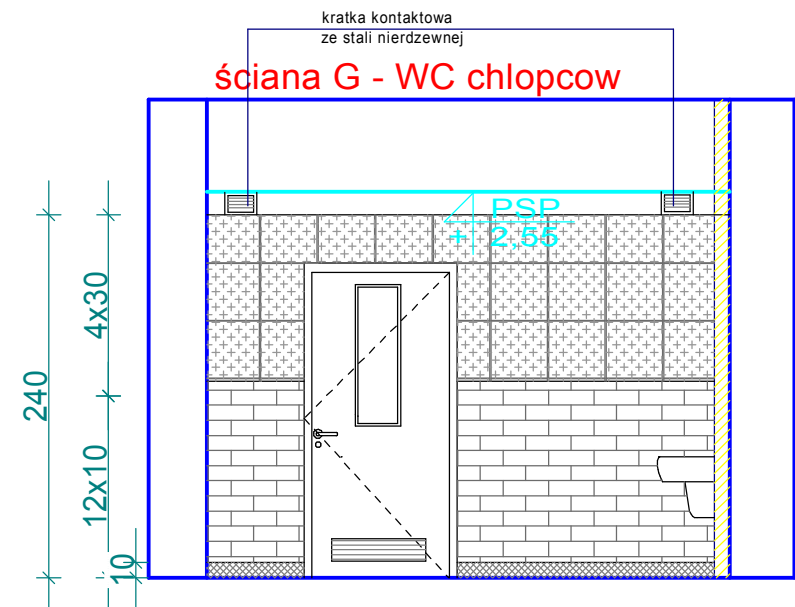 kratka kontaktowa
ze stali nierdzewnej
ściana G - WC chlopcow
PSP
+ 2,55
4x30
240
12x10
10